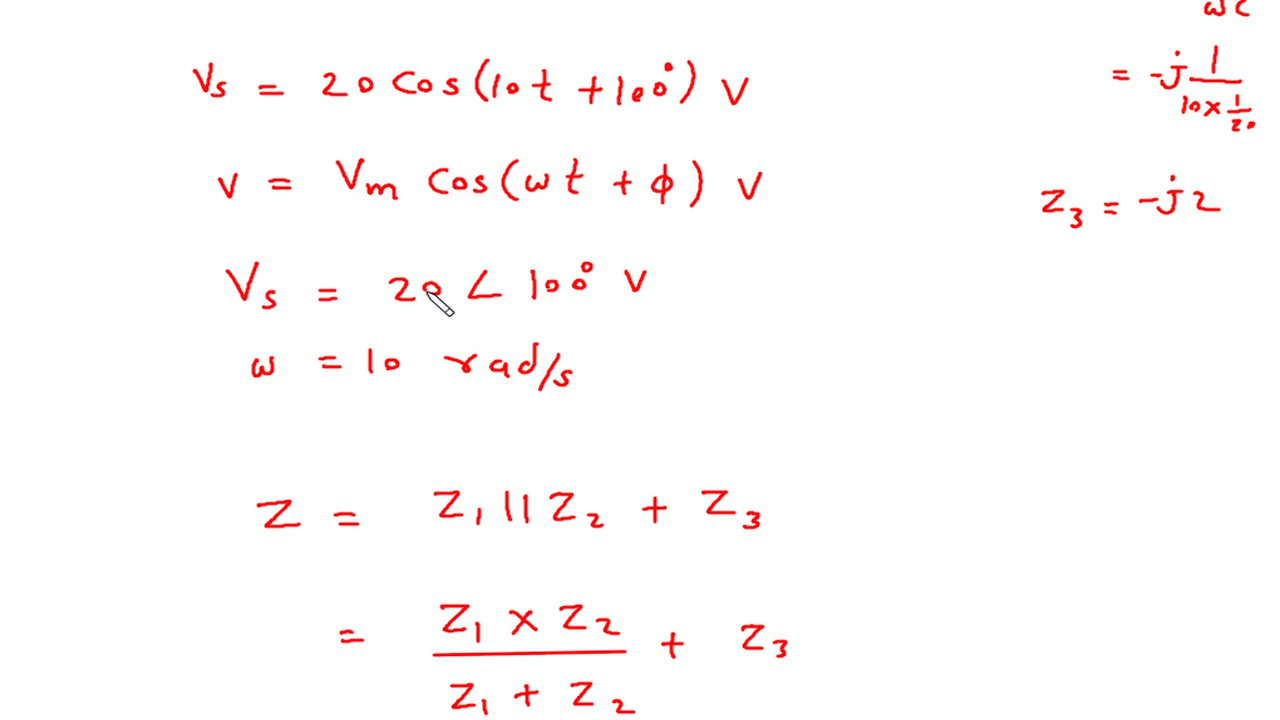 Vs = 20 Cos(10t + 100°) V
v = Vm Cos(ωt + φ) V
Vs = 20 ∠ 100° V
ω = 10 rad/s
Z = Z1 || Z2 + Z3
= Z1 × Z2 / Z1 + Z2 + Z3
ωC
= -j 1 / 10 × 1/20
Z3 = -j2